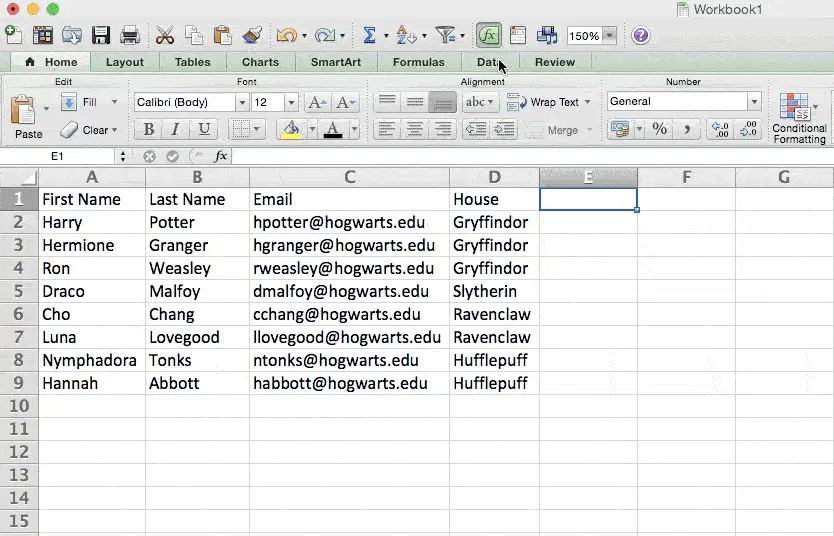 Workbook1
150%
Home Layout Tables Charts SmartArt Formulas Data Review
Edit Font Alignment Number
Fill Calibri (Body) 12 A A abc Wrap Text General
Paste Clear B I U A Merge % , .0 .00 .00 .0 Conditional
Formatting
E1 fx
A B C D E F G
1 First Name Last Name Email House
2 Harry Potter hpotter@hogwarts.edu Gryffindor
3 Hermione Granger hgranger@hogwarts.edu Gryffindor
4 Ron Weasley rweasley@hogwarts.edu Gryffindor
5 Draco Malfoy dmalfoy@hogwarts.edu Slytherin
6 Cho Chang cchang@hogwarts.edu Ravenclaw
7 Luna Lovegood llovegood@hogwarts.edu Ravenclaw
8 Nymphadora Tonks ntonks@hogwarts.edu Hufflepuff
9 Hannah Abbott habbott@hogwarts.edu Hufflepuff
10
11
12
13
14
15